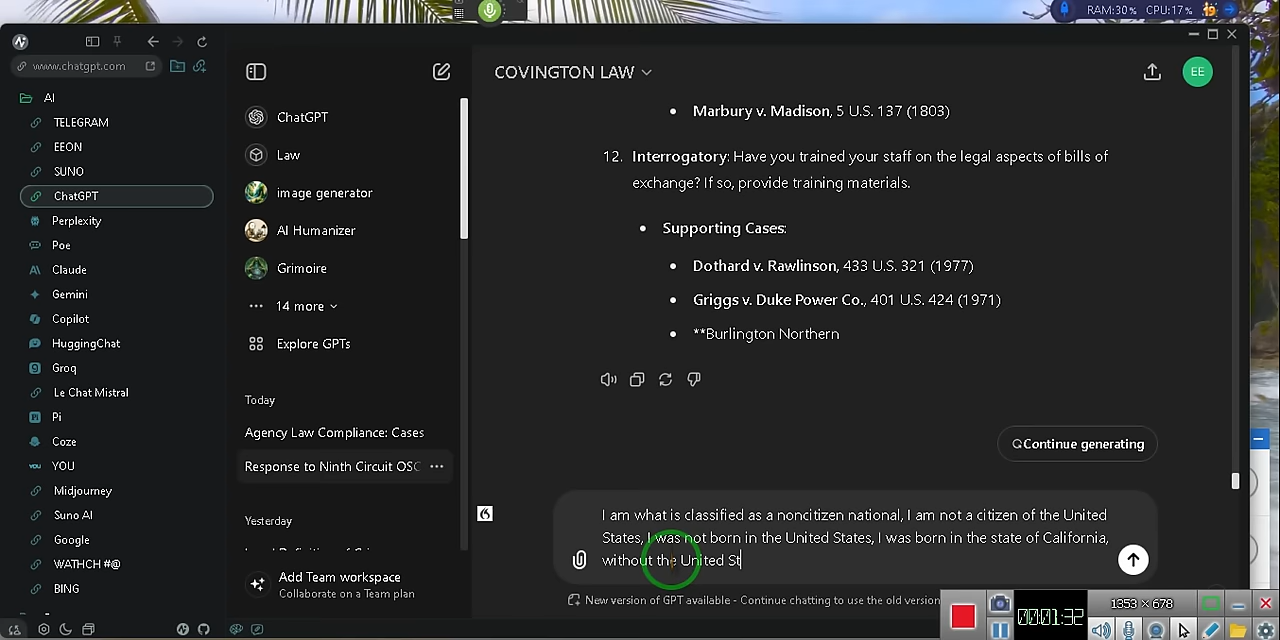 RAM:30% CPU:17%
www.chatgpt.com
AI
TELEGRAM
EEON
SUNO
ChatGPT
Perplexity
Poe
Claude
Gemini
Copilot
HuggingChat
Groq
Le Chat Mistral
Pi
Coze
YOU
Midjourney
Suno AI
Google
WATHCH #@
BING
ChatGPT
Law
image generator
AI Humanizer
Grimoire
14 more
Explore GPTs
Today
Agency Law Compliance: Cases
Response to Ninth Circuit OSC
Yesterday
Add Team workspace
Collaborate on a Team plan
COVINGTON LAW
EE
• Marbury v. Madison, 5 U.S. 137 (1803)
12. Interrogatory: Have you trained your staff on the legal aspects of bills of
exchange? If so, provide training materials.
• Supporting Cases:
• Dothard v. Rawlinson, 433 U.S. 321 (1977)
• Griggs v. Duke Power Co., 401 U.S. 424 (1971)
• **Burlington Northern
Continue generating
I am what is classified as a noncitizen national, I am not a citizen of the United
States, I was not born in the United States, I was born in the state of California,
without the United St
New version of GPT available - Continue chatting to use the old version
00:01:32
1353 × 678